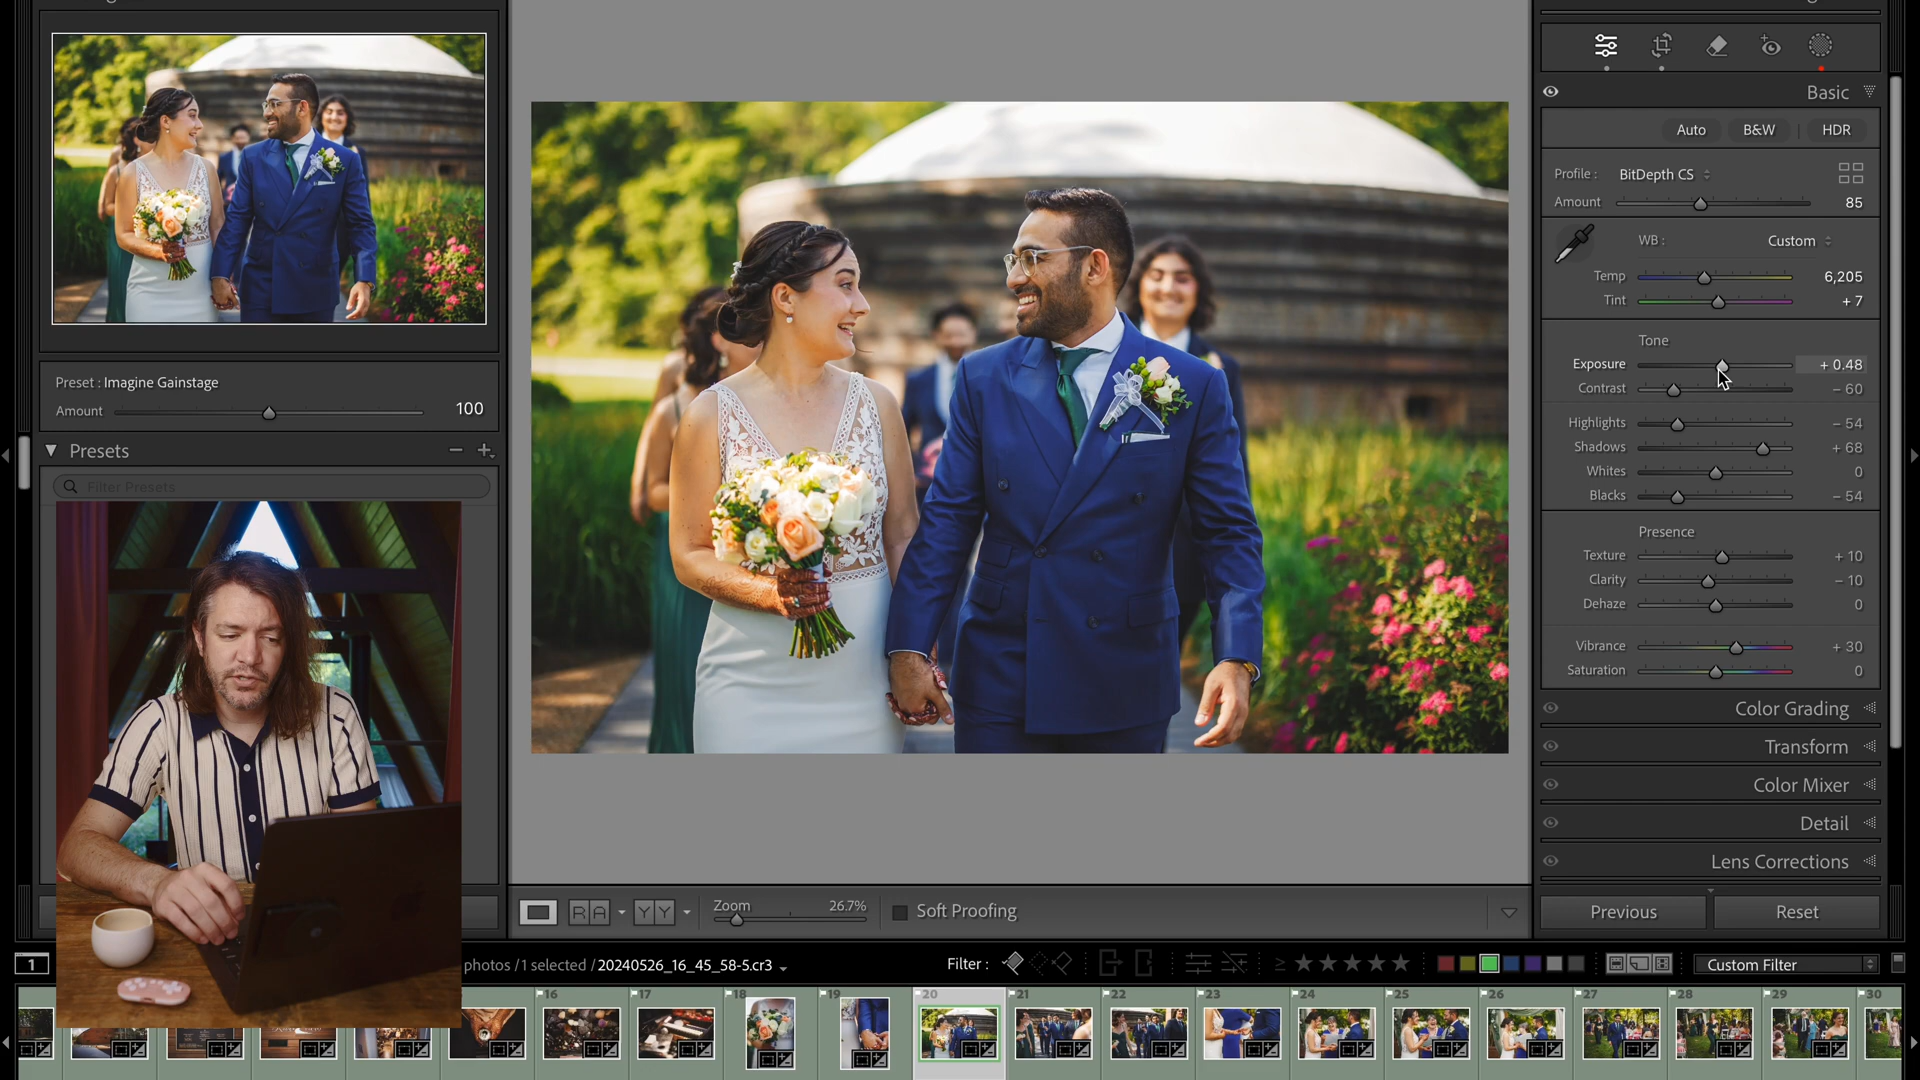 Preset : Imagine Gainstage
Amount 100
Presets
Filter Presets
Basic
Auto B&W | HDR
Profile : BitDepth CS
Amount 85
WB : Custom
Temp 6,205
Tint + 7
Tone
Exposure + 0.48
Contrast – 60
Highlights – 54
Shadows + 68
Whites 0
Blacks – 54
Presence
Texture + 10
Clarity – 10
Dehaze 0
Vibrance + 30
Saturation 0
Color Grading
Transform
Color Mixer
Detail
Lens Corrections
Previous Reset
R A Y Y Zoom 26.7% Soft Proofing
1 photos / 1 selected / 20240526_16_45_58-5.cr3 Filter : ≥ Custom Filter
16 17 18 19 20 21 22 23 24 25 26 27 28 29 30